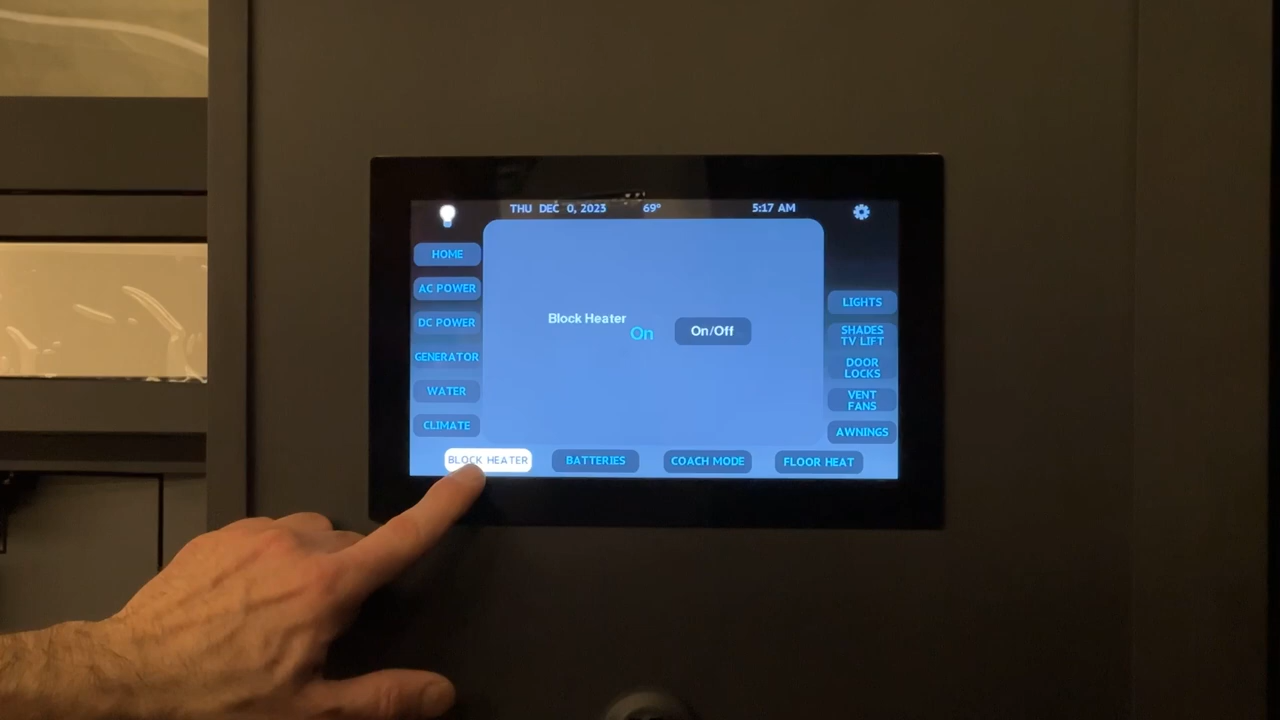 THU DEC 0, 2023 69° 5:17 AM
HOME
AC POWER
DC POWER
GENERATOR
WATER
CLIMATE
Block Heater
On
On/Off
LIGHTS
SHADES
TV LIFT
DOOR
LOCKS
VENT
FANS
AWNINGS
BLOCK HEATER
BATTERIES
COACH MODE
FLOOR HEAT